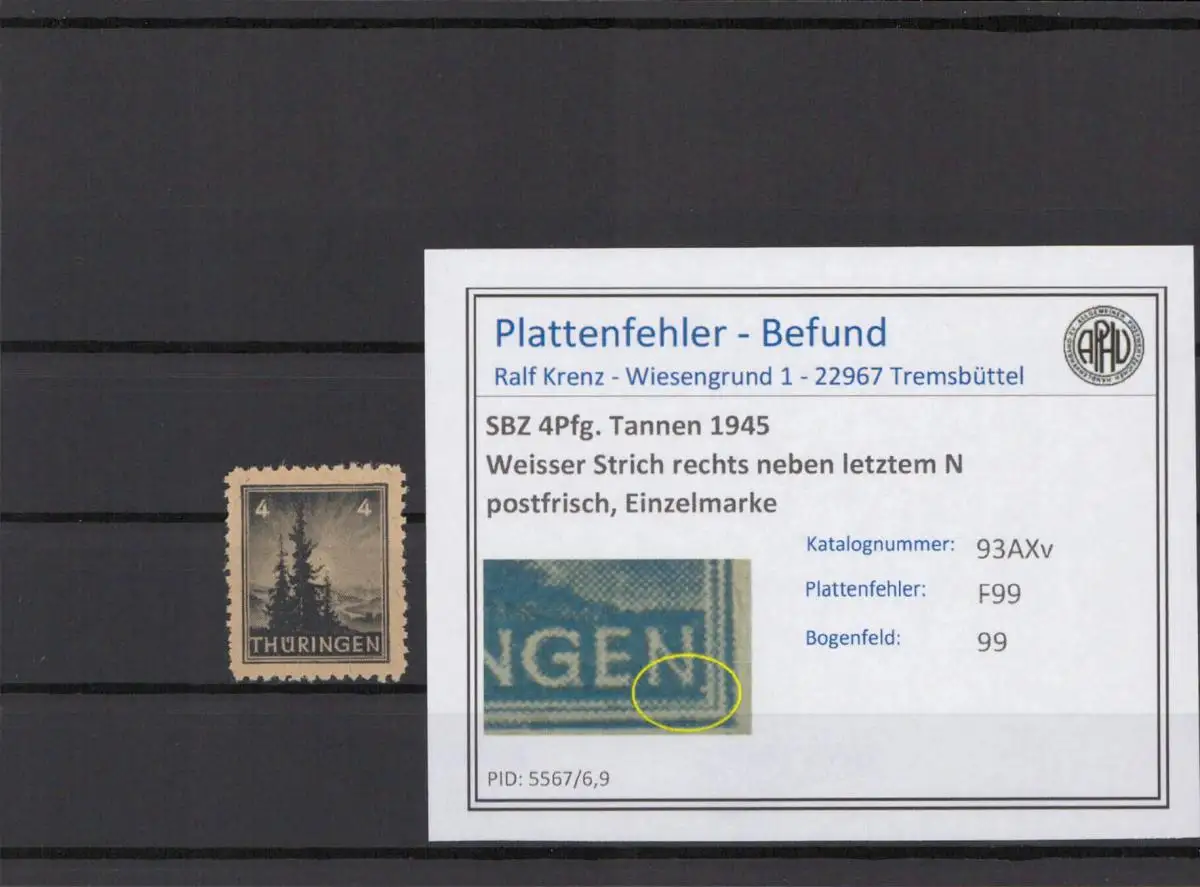 4 4
THÜRINGEN
Plattenfehler - Befund
Ralf Krenz - Wiesengrund 1 - 22967 Tremsbüttel
APHV
SBZ 4Pfg. Tannen 1945
Weisser Strich rechts neben letztem N
postfrisch, Einzelmarke
Katalognummer: 93AXv
Plattenfehler: F99
Bogenfeld: 99
NGEN
PID: 5567/6,9